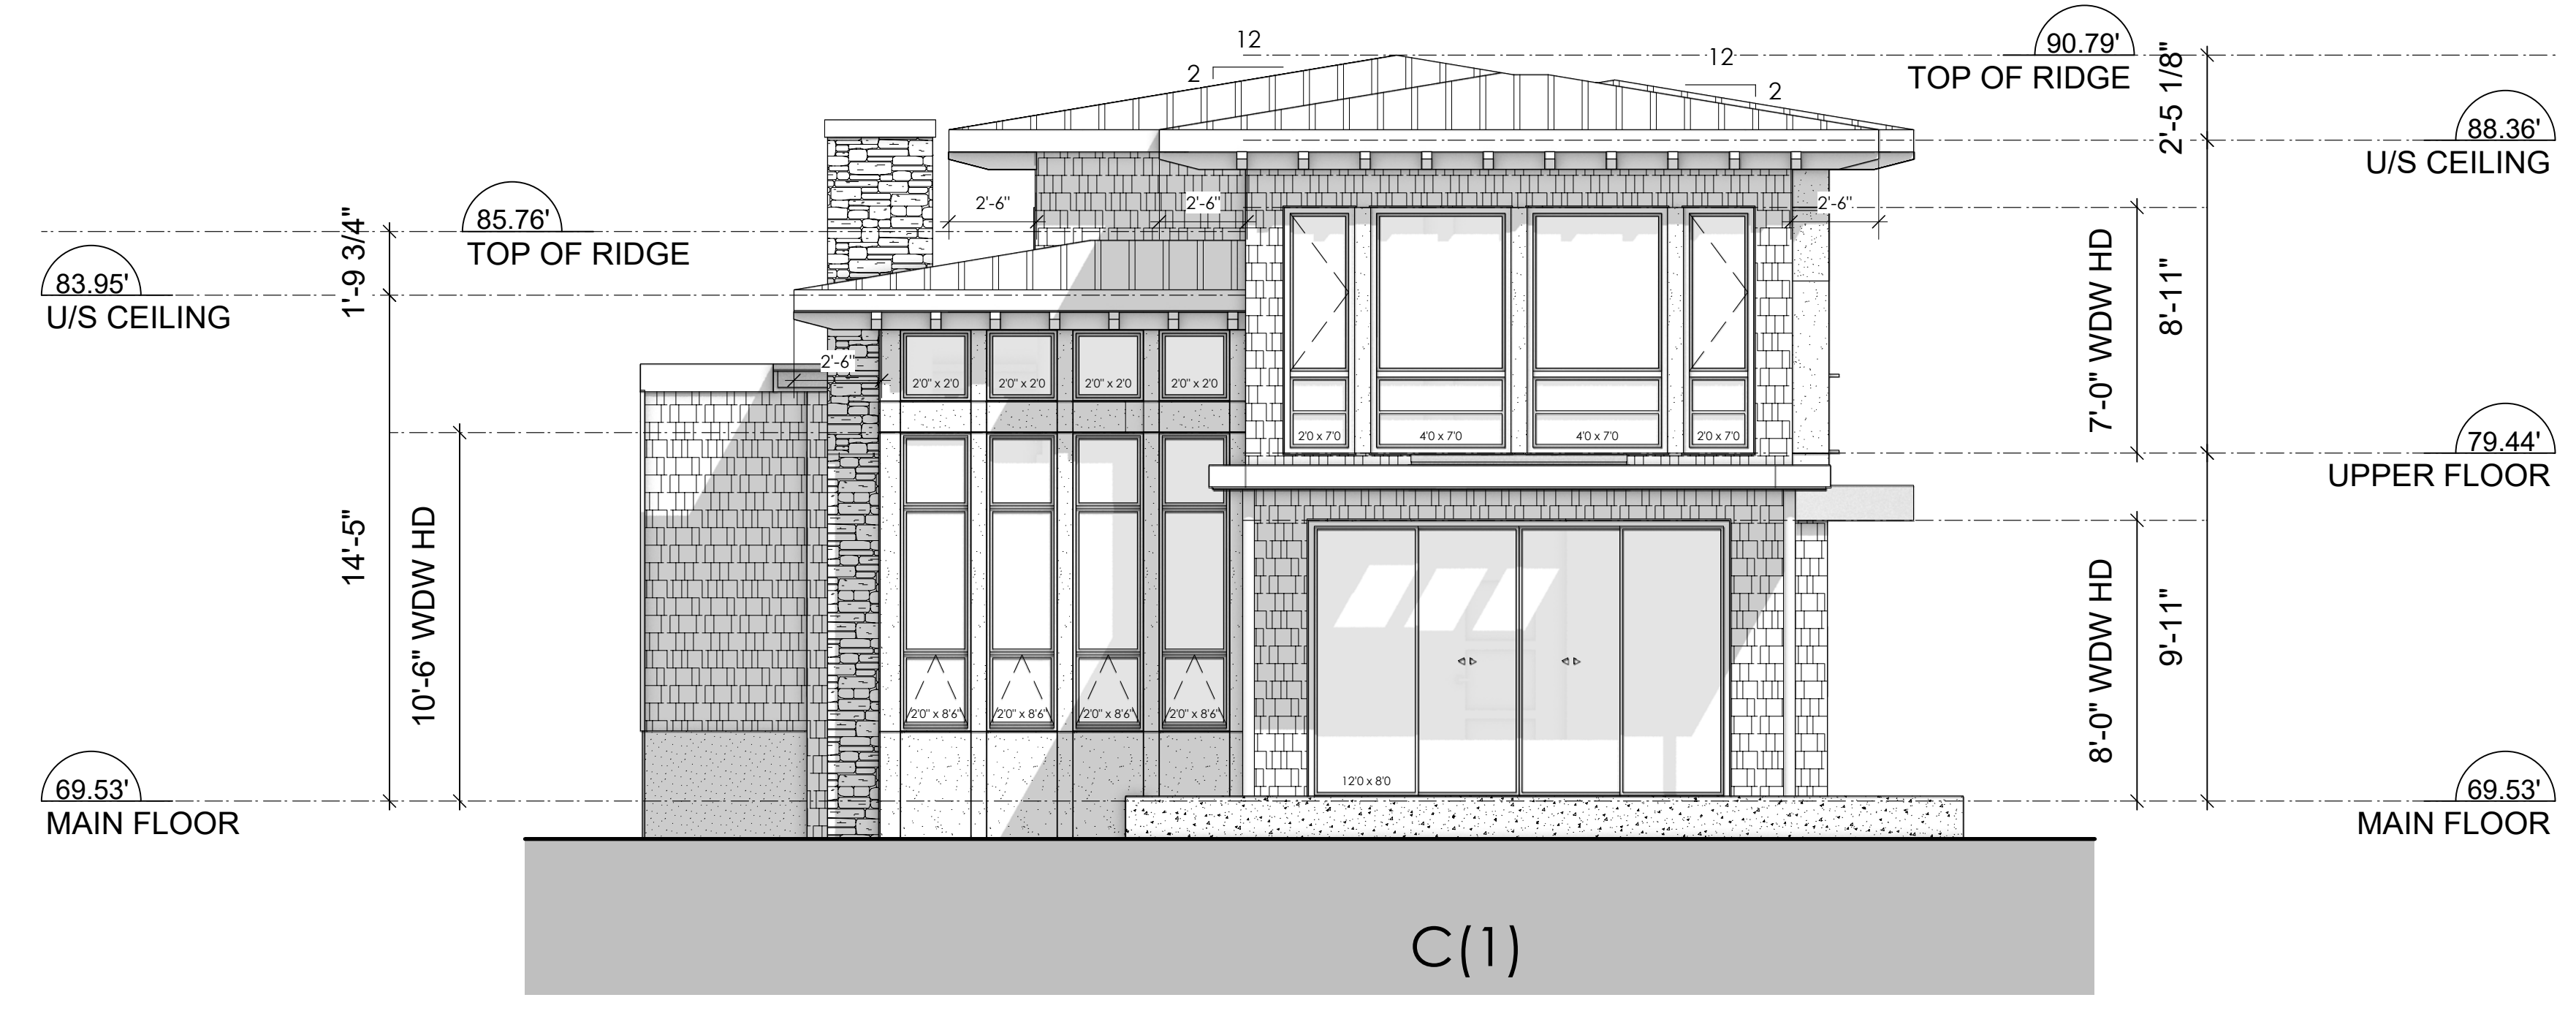 12
12
90.79'
TOP OF RIDGE
2
2
2'-5 1/8"
88.36'
U/S CEILING
85.76'
TOP OF RIDGE
2'-6"
2'-6"
2'-6"
1'-9 3/4"
83.95'
U/S CEILING
7'-0" WDW HD
8'-11"
2'-6"
2'0" x 2'0
2'0" x 2'0
2'0" x 2'0
2'0" x 2'0
2'0 x 7'0
4'0 x 7'0
4'0 x 7'0
2'0 x 7'0
79.44'
UPPER FLOOR
14'-5"
10'-6" WDW HD
8'-0" WDW HD
9'-11"
2'0" x 8'6"
2'0" x 8'6"
2'0" x 8'6"
2'0" x 8'6"
12'0 x 8'0
69.53'
MAIN FLOOR
69.53'
MAIN FLOOR
C(1)